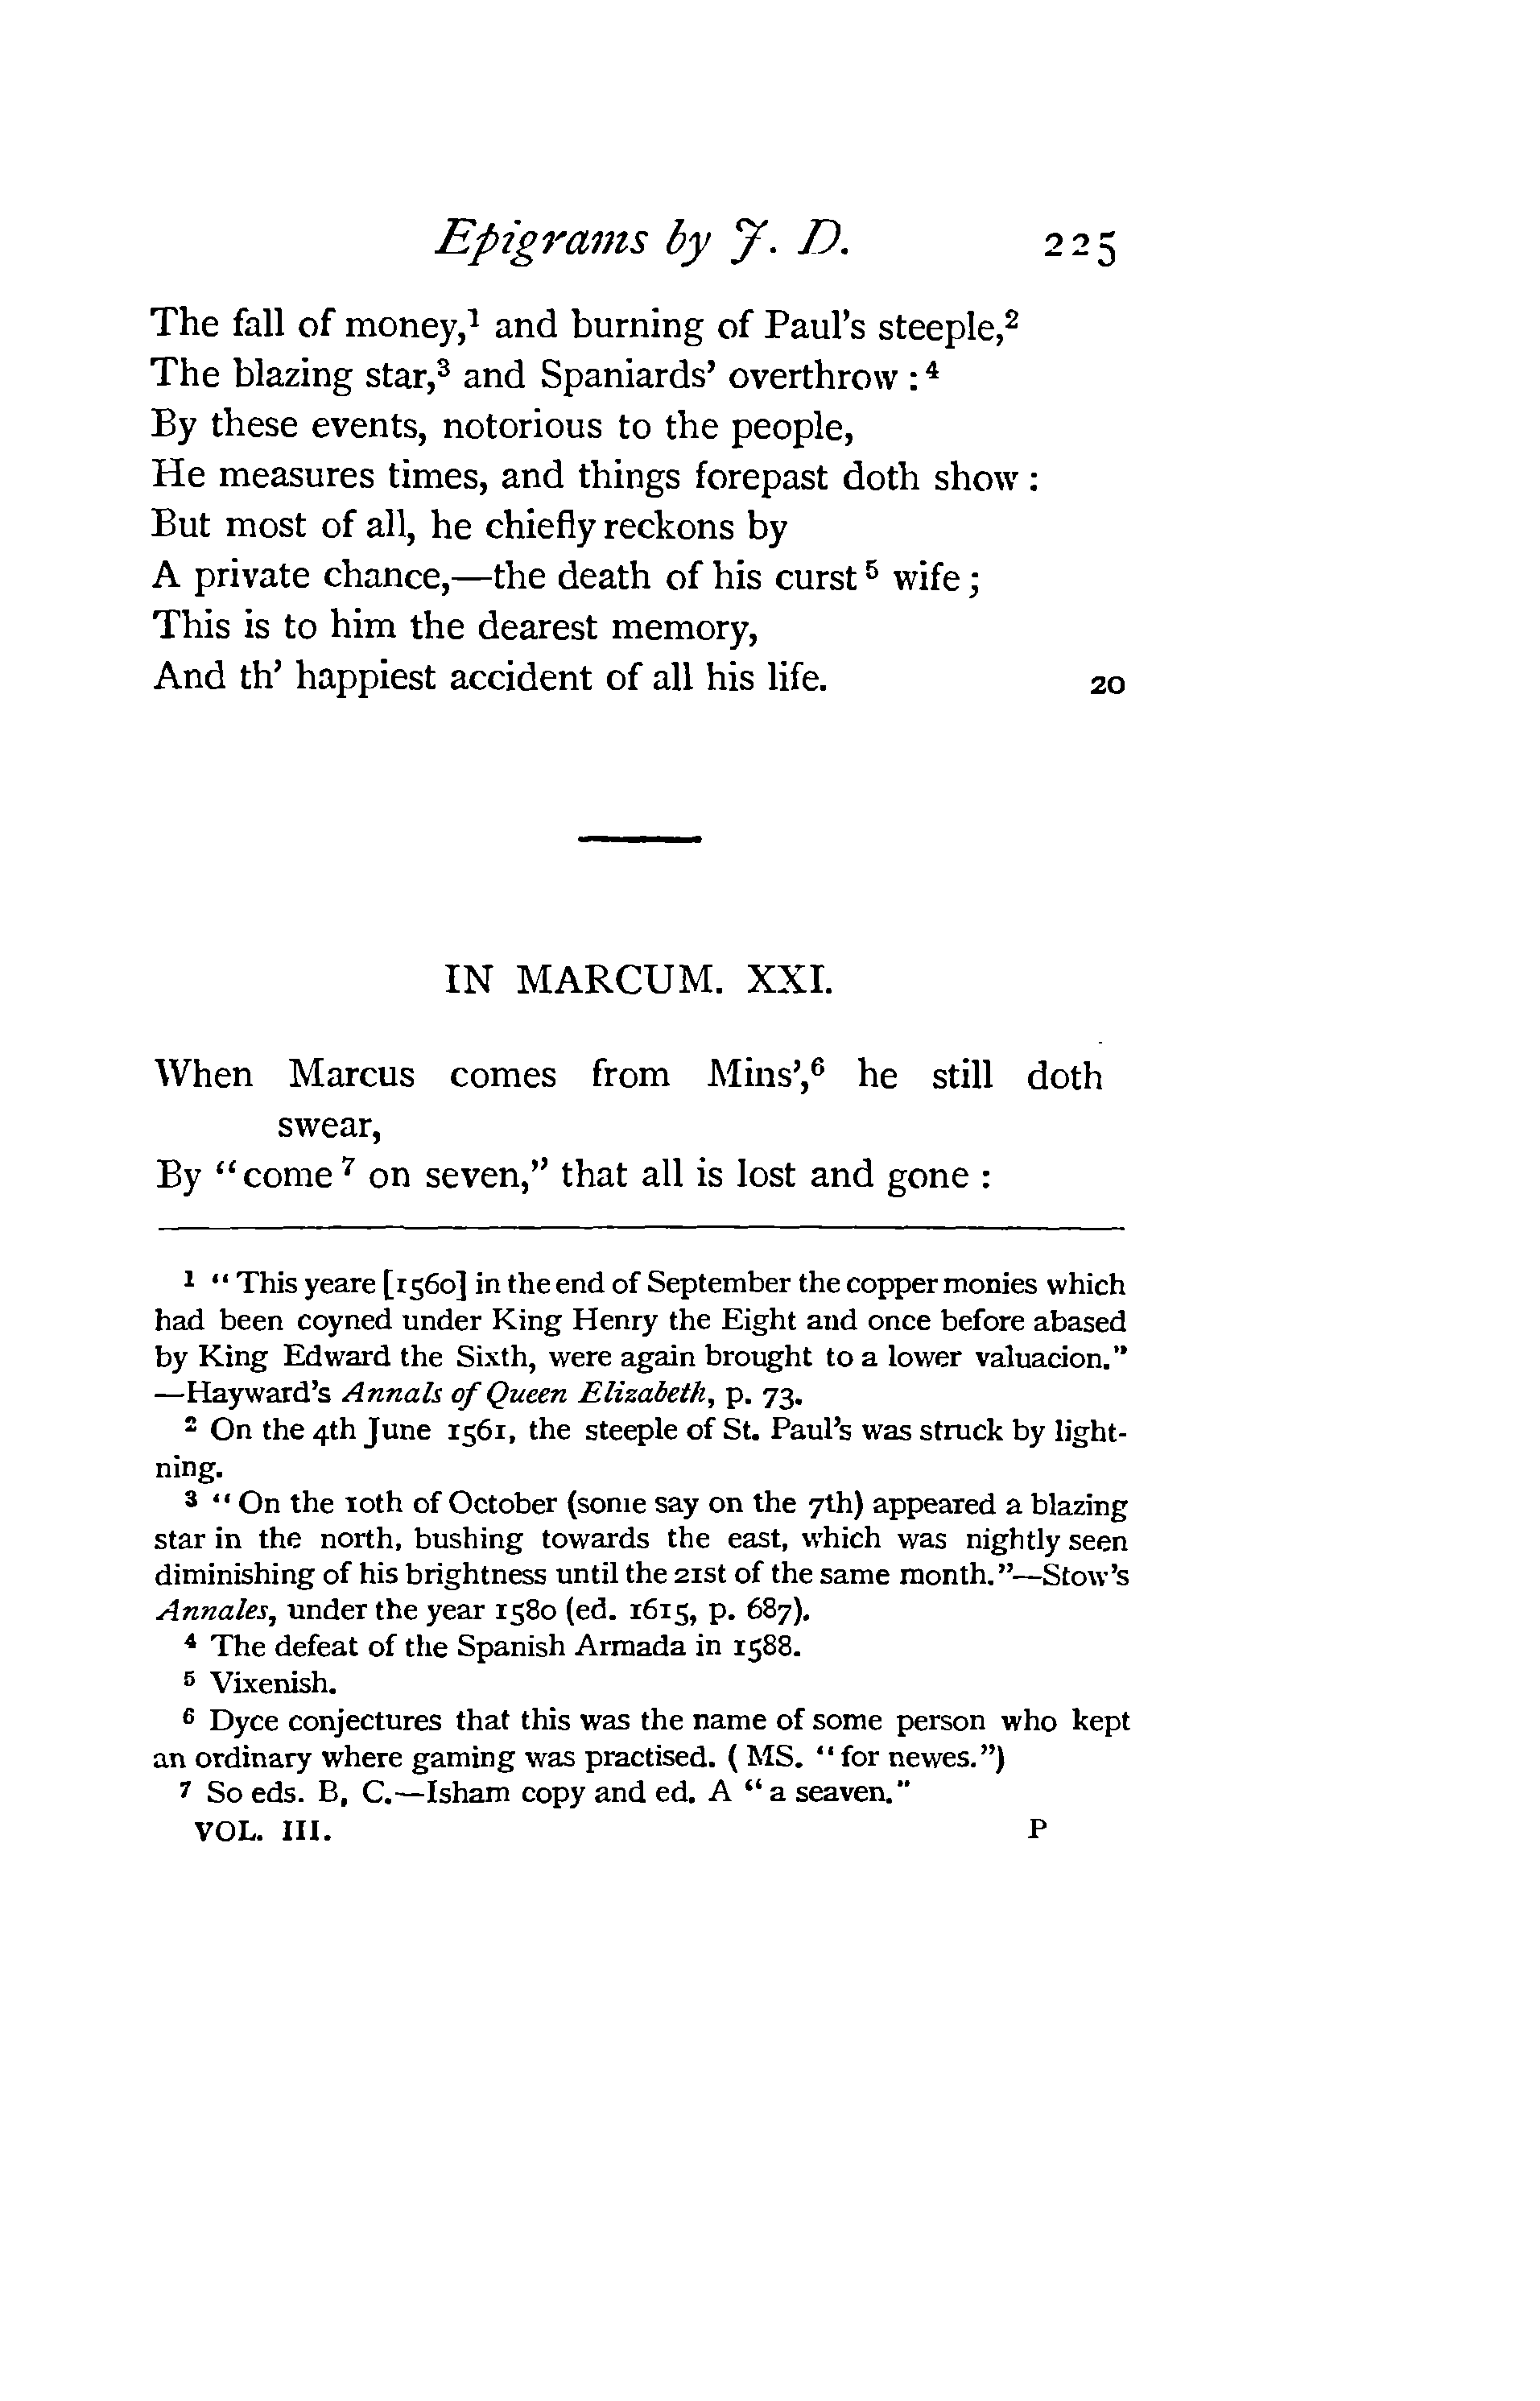 Epigrams by J. D. 225
The fall of money,¹ and burning of Paul's steeple,²
The blazing star,³ and Spaniards' overthrow :⁴
By these events, notorious to the people,
He measures times, and things forepast doth show :
But most of all, he chiefly reckons by
A private chance,—the death of his curst⁵ wife ;
This is to him the dearest memory,
And th' happiest accident of all his life. 20
IN MARCUM. XXI.
When Marcus comes from Mins',⁶ he still doth
swear,
By “come⁷ on seven,” that all is lost and gone :
¹ “This yeare [1560] in the end of September the copper monies which
had been coyned under King Henry the Eight and once before abased
by King Edward the Sixth, were again brought to a lower valuacion.”
—Hayward's Annals of Queen Elizabeth, p. 73.
² On the 4th June 1561, the steeple of St. Paul's was struck by light-
ning.
³ “On the 10th of October (some say on the 7th) appeared a blazing
star in the north, bushing towards the east, which was nightly seen
diminishing of his brightness until the 21st of the same month.”—Stow's
Annales, under the year 1580 (ed. 1615, p. 687).
⁴ The defeat of the Spanish Armada in 1588.
⁵ Vixenish.
⁶ Dyce conjectures that this was the name of some person who kept
an ordinary where gaming was practised. (MS. “for newes.”)
⁷ So eds. B, C.—Isham copy and ed. A “a seaven.”
VOL. III. P